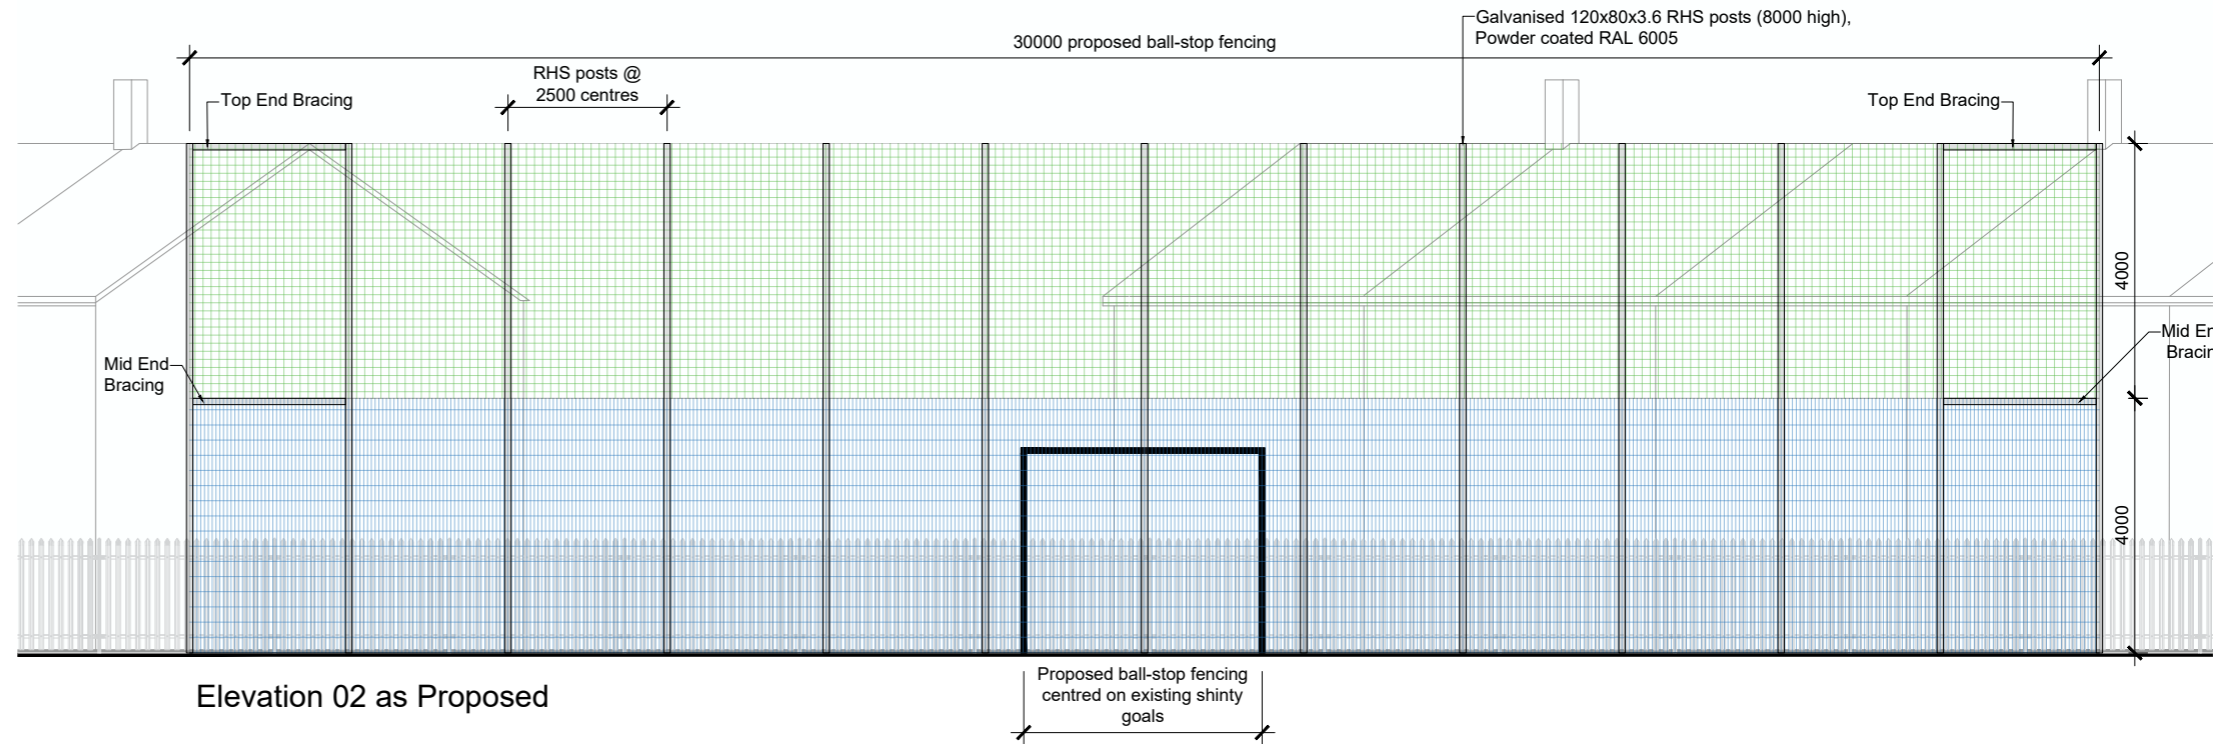 Galvanised 120x80x3.6 RHS posts (8000 high),
Powder coated RAL 6005
30000 proposed ball-stop fencing
RHS posts @
2500 centres
Top End Bracing
Top End Bracing
4000
Mid End
Bracing
Mid
4000
Proposed ball-stop fencing
centred on existing shinty
goals
Elevation 02 as Proposed